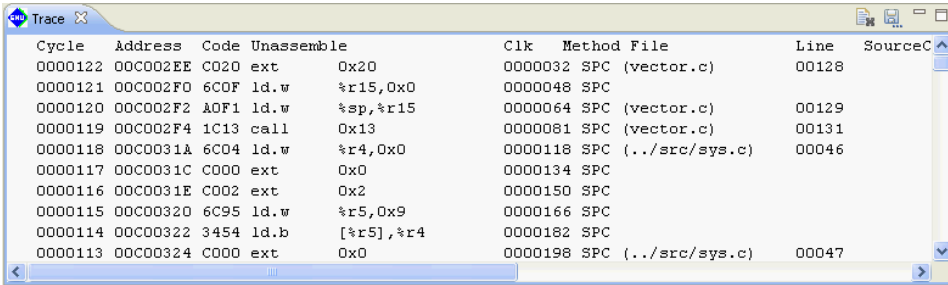 GNU Trace
Cycle Address Code Unassemble Clk Method File Line SourceC
0000122 00C002EE C020 ext 0x20 0000032 SPC (vector.c) 00128
0000121 00C002F0 6C0F ld.w %r15,0x0 0000048 SPC
0000120 00C002F2 A0F1 ld.w %sp,%r15 0000064 SPC (vector.c) 00129
0000119 00C002F4 1C13 call 0x13 0000081 SPC (vector.c) 00131
0000118 00C0031A 6C04 ld.w %r4,0x0 0000118 SPC (../src/sys.c) 00046
0000117 00C0031C C000 ext 0x0 0000134 SPC
0000116 00C0031E C002 ext 0x2 0000150 SPC
0000115 00C00320 6C95 ld.w %r5,0x9 0000166 SPC
0000114 00C00322 3454 ld.b [%r5],%r4 0000182 SPC
0000113 00C00324 C000 ext 0x0 0000198 SPC (../src/sys.c) 00047